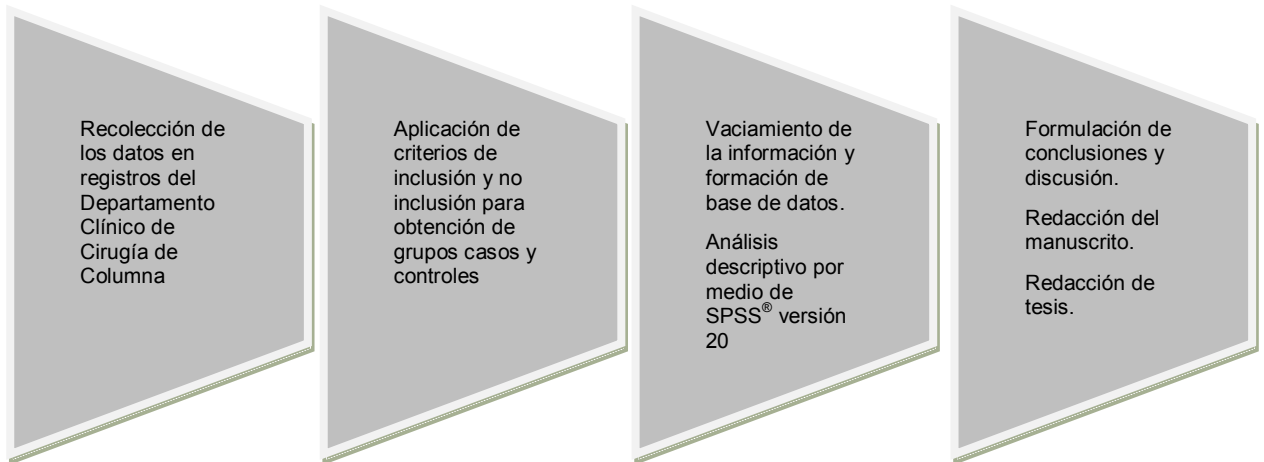 Recolección de
los datos en
registros del
Departamento
Clínico de
Cirugía de
Columna
Aplicación de
criterios de
inclusión y no
inclusión para
obtención de
grupos casos y
controles
Vaciamiento de
la información y
formación de
base de datos.
Análisis
descriptivo por
medio de
SPSS® versión
20
Formulación de
conclusiones y
discusión.
Redacción del
manuscrito.
Redacción de
tesis.